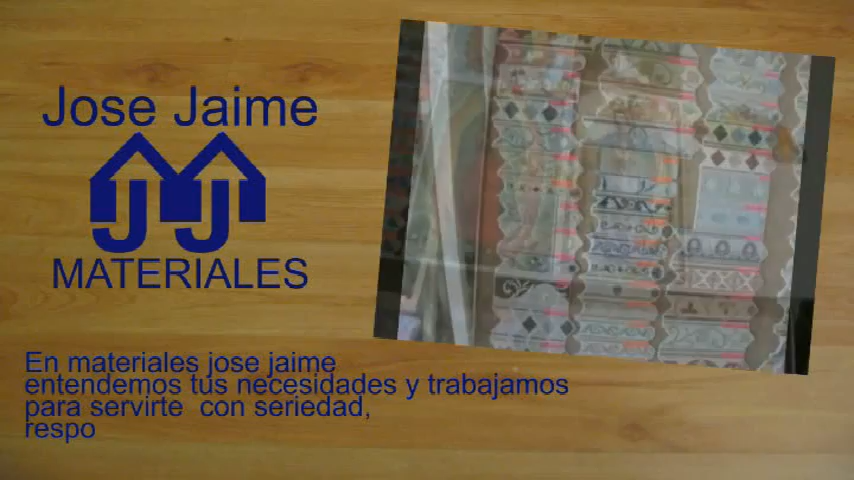 Jose Jaime
JJ
MATERIALES
En materiales jose jaime
entendemos tus necesidades y trabajamos
para servirte  con seriedad,
respo